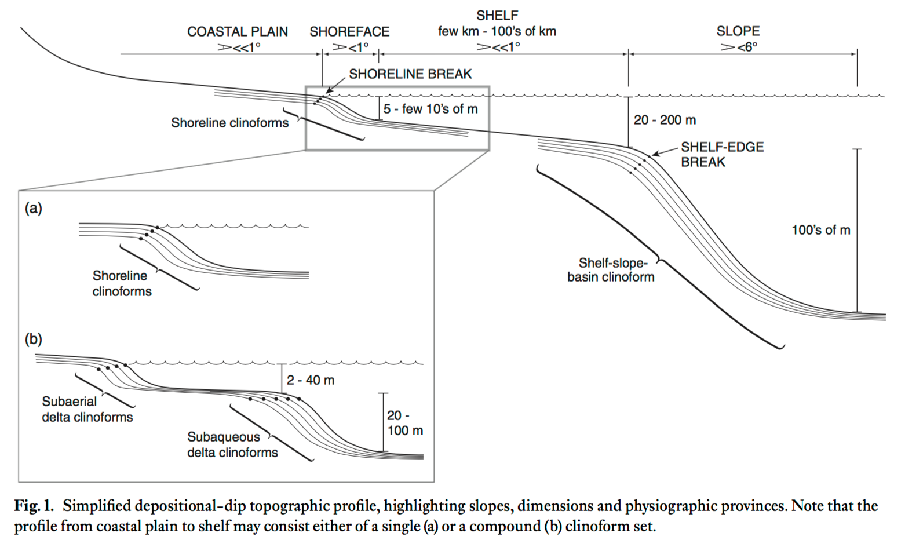 COASTAL PLAIN
><<1°
SHOREFACE
><1°
SHELF
few km - 100's of km
><<1°
SLOPE
><6°
SHORELINE BREAK
5 - few 10's of m
Shoreline clinoforms
20 - 200 m
SHELF-EDGE
BREAK
100's of m
Shelf-slope-
basin clinoform
(a)
Shoreline
clinoforms
(b)
2 - 40 m
Subaerial
delta clinoforms
Subaqueous
delta clinoforms
20 -
100 m
Fig. 1. Simplified depositional-dip topographic profile, highlighting slopes, dimensions and physiographic provinces. Note that the
profile from coastal plain to shelf may consist either of a single (a) or a compound (b) clinoform set.